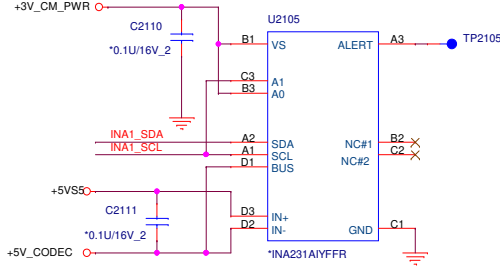 +3V_CM_PWR
C2110
*0.1U/16V_2
U2105
B1
VS
ALERT
A3
TP2105
C3
A1
B3
A0
INA1_SDA
A2
SDA
NC#1
B2
INA1_SCL
A1
SCL
NC#2
C2
D1
BUS
+5VS5
C2111
*0.1U/16V_2
D3
IN+
D2
IN-
GND
C1
+5V_CODEC
*INA231AIYFFR